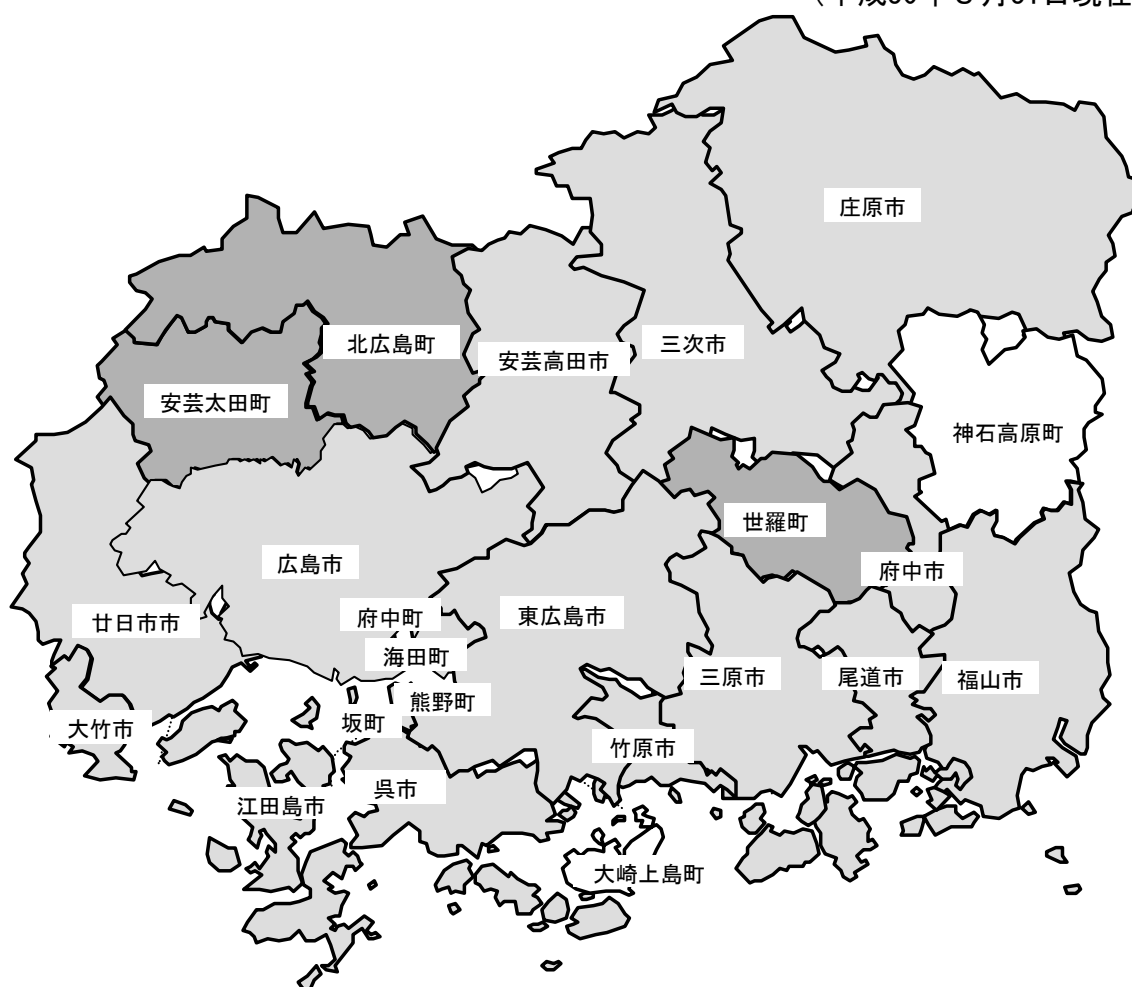 庄原市
北広島町
三次市
安芸高田市
安芸太田町
神石高原町
世羅町
広島市
府中市
府中町
東広島市
廿日市市
海田町
三原市
尾道市
福山市
熊野町
坂町
大竹市
竹原市
呉市
江田島市
大崎上島町